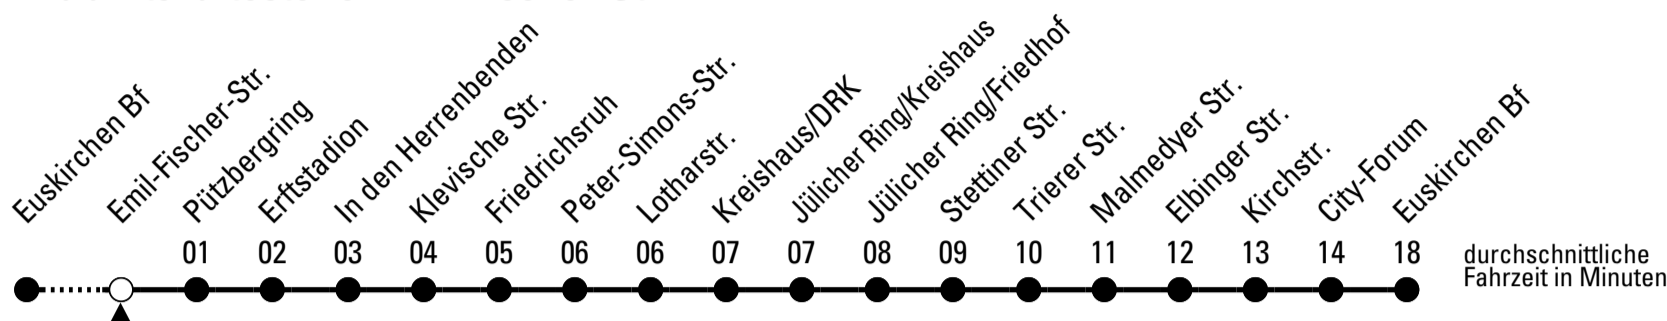 Euskirchen Bf
Emil-Fischer-Str.
Pützbergring
Erftstadion
In den Herrenbenden
Klevische Str.
Friedrichsruh
Peter-Simons-Str.
Lotharstr.
Kreishaus/DRK
Jülicher Ring/Kreishaus
Jülicher Ring/Friedhof
Stettiner Str.
Trierer Str.
Malmedyer Str.
Elbinger Str.
Kirchstr.
City-Forum
Euskirchen Bf
01 02 03 04 05 06 06 07 07 08 09 10 11 12 13 14 18
durchschnittliche
Fahrzeit in Minuten